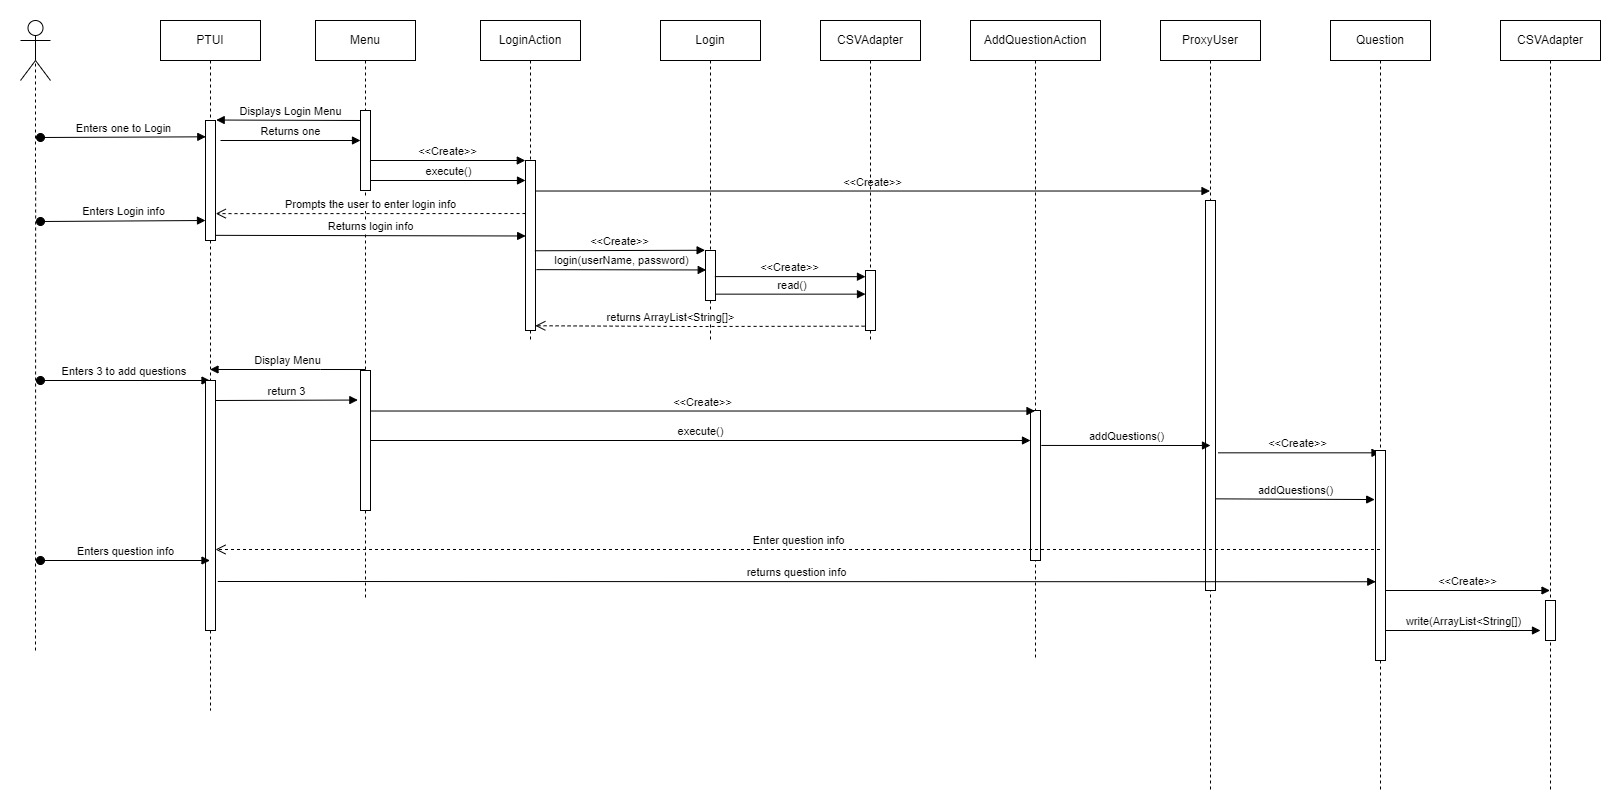 PTUI
Menu
LoginAction
Login
CSVAdapter
AddQuestionAction
ProxyUser
Question
CSVAdapter
Displays Login Menu
Enters one to Login
Returns one
<<Create>>
execute()
<<Create>>
Prompts the user to enter login info
Enters Login info
Returns login info
<<Create>>
login(userName, password)
<<Create>>
read()
returns ArrayList<String[]>
Display Menu
Enters 3 to add questions
return 3
<<Create>>
execute()
addQuestions()
<<Create>>
addQuestions()
Enter question info
Enters question info
returns question info
<<Create>>
write(ArrayList<String[])